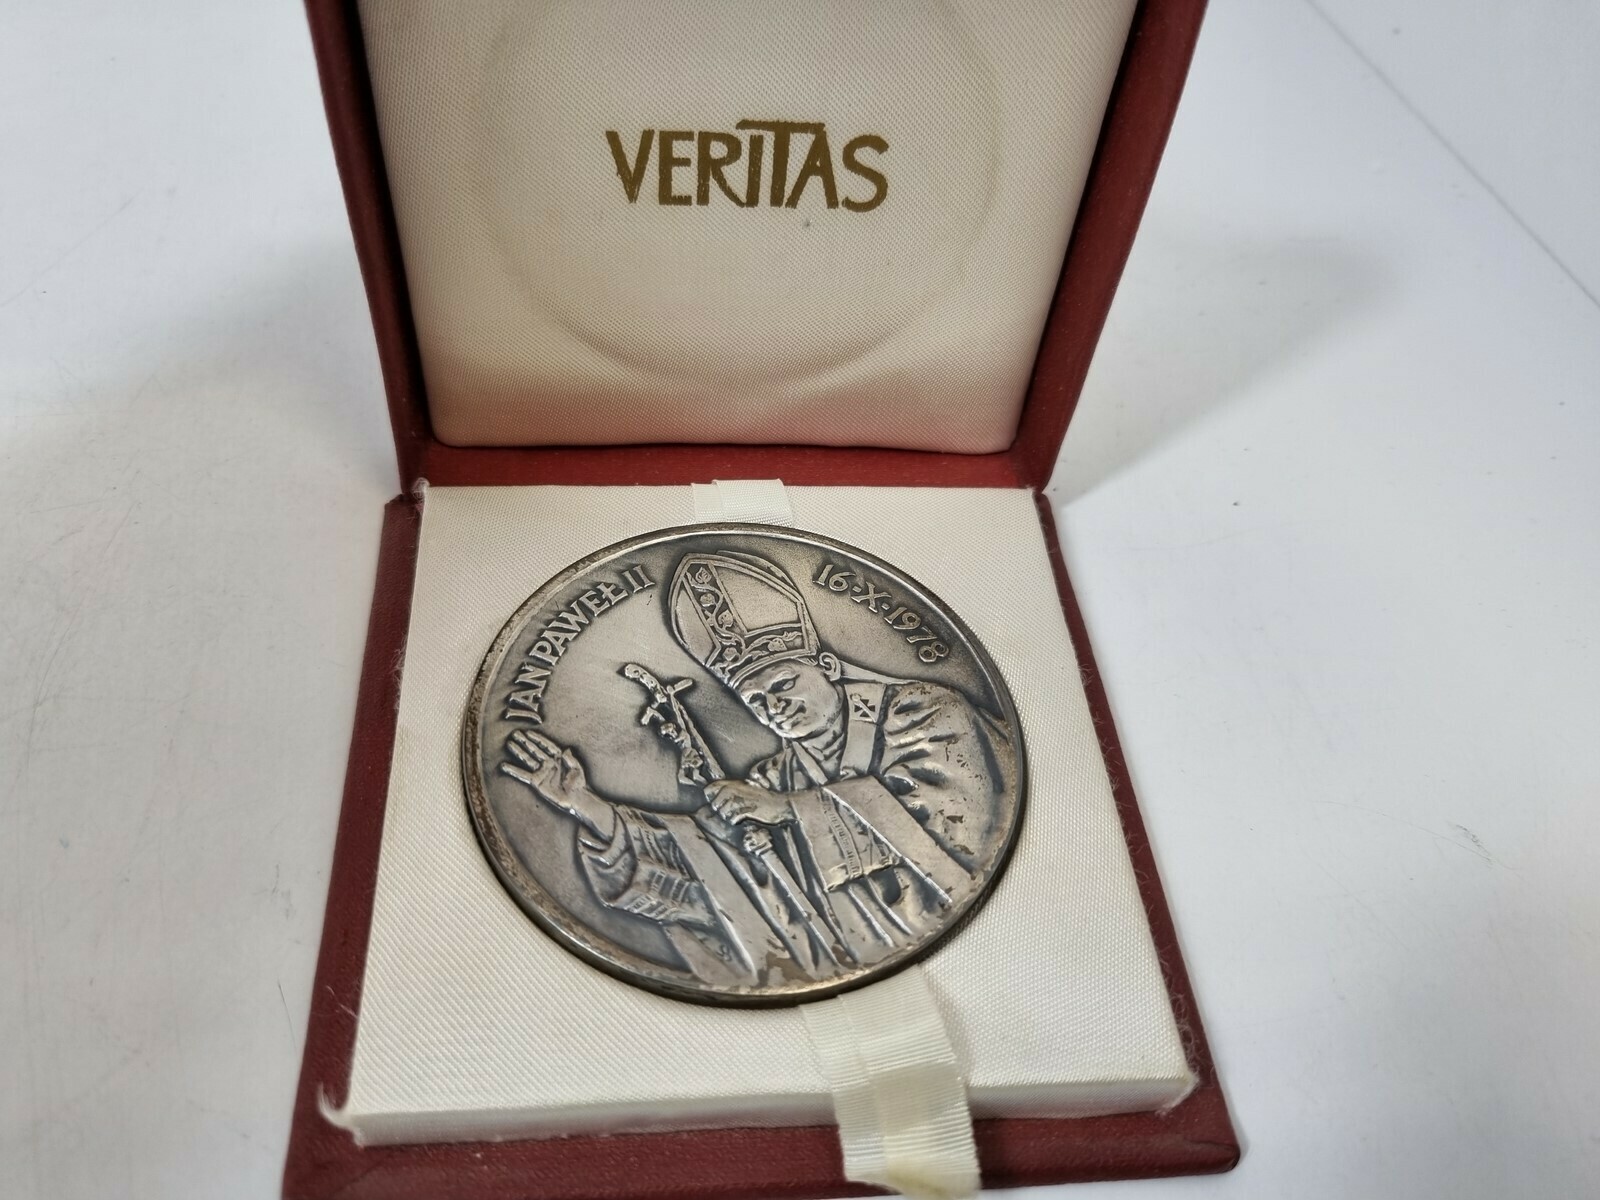 VERITAS
JAN PAWEŁ II
16·X·1978